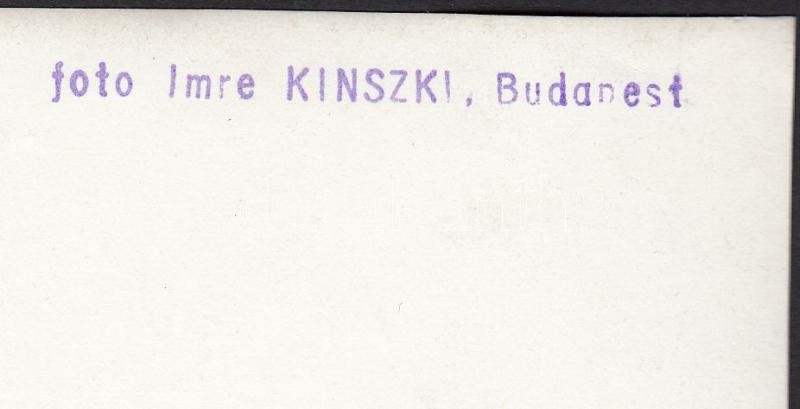 foto Imre KINSZKI, Budapest